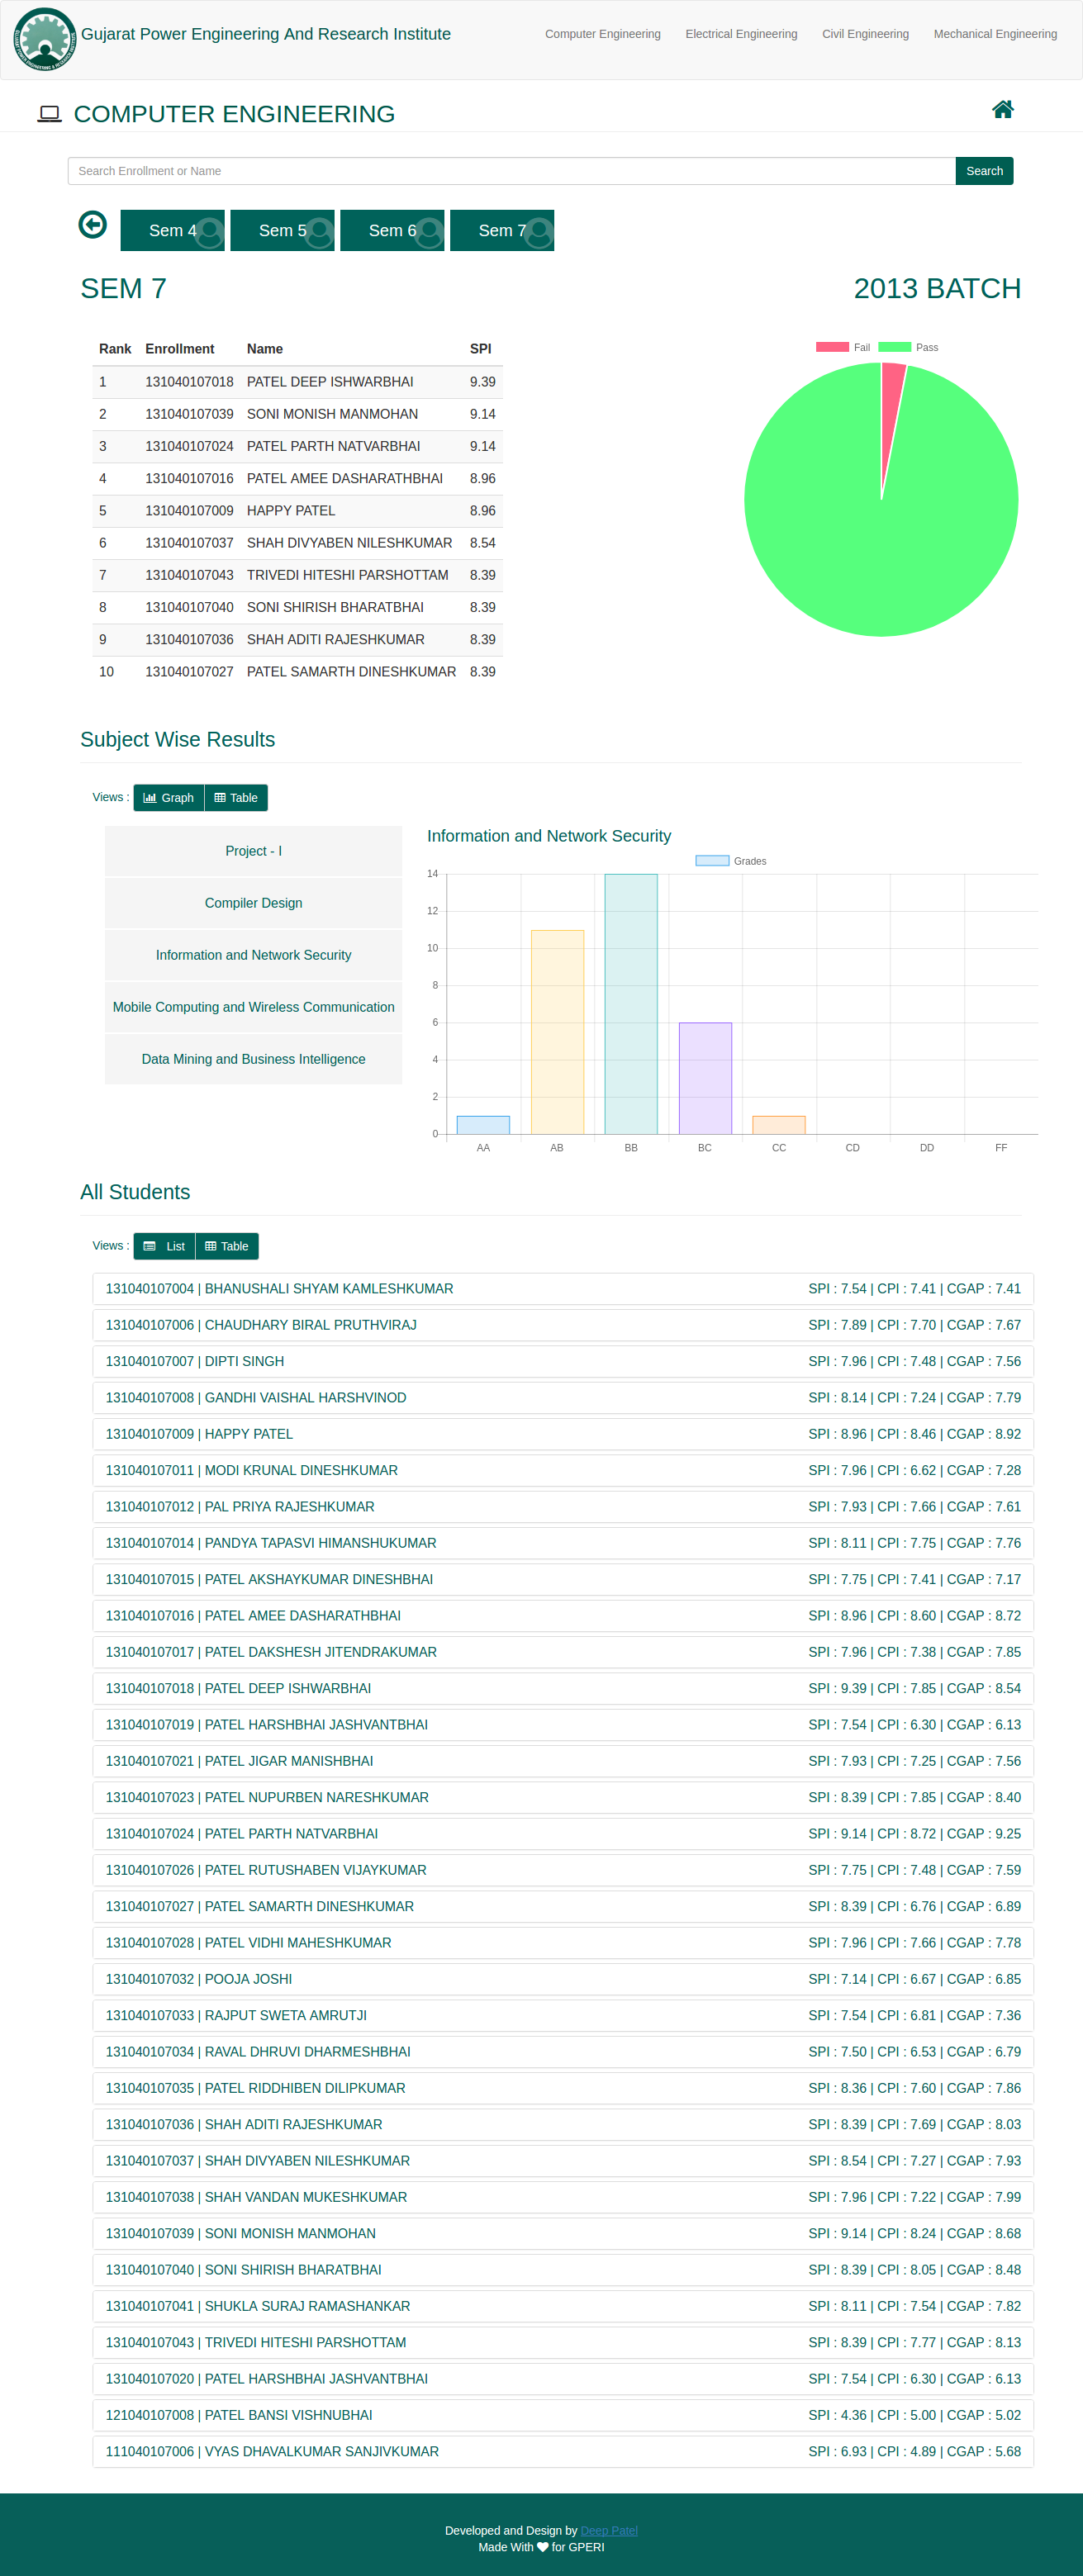 Gujarat Power Engineering And Research Institute
Computer Engineering
Electrical Engineering
Civil Engineering
Mechanical Engineering
COMPUTER ENGINEERING
Search Enrollment or Name
Search
Sem 4
Sem 5
Sem 6
Sem 7
SEM 7
2013 BATCH
Rank Enrollment Name SPI
1 131040107018 PATEL DEEP ISHWARBHAI 9.39
2 131040107039 SONI MONISH MANMOHAN 9.14
3 131040107024 PATEL PARTH NATVARBHAI 9.14
4 131040107016 PATEL AMEE DASHARATHBHAI 8.96
5 131040107009 HAPPY PATEL 8.96
6 131040107037 SHAH DIVYABEN NILESHKUMAR 8.54
7 131040107043 TRIVEDI HITESHI PARSHOTTAM 8.39
8 131040107040 SONI SHIRISH BHARATBHAI 8.39
9 131040107036 SHAH ADITI RAJESHKUMAR 8.39
10 131040107027 PATEL SAMARTH DINESHKUMAR 8.39
Fail Pass
Subject Wise Results
Views : Graph Table
Project - I
Compiler Design
Information and Network Security
Mobile Computing and Wireless Communication
Data Mining and Business Intelligence
Information and Network Security
Grades
14
12
10
8
6
4
2
0
AA AB BB BC CC CD DD FF
All Students
Views : List Table
131040107004 | BHANUSHALI SHYAM KAMLESHKUMAR SPI : 7.54 | CPI : 7.41 | CGAP : 7.41
131040107006 | CHAUDHARY BIRAL PRUTHVIRAJ SPI : 7.89 | CPI : 7.70 | CGAP : 7.67
131040107007 | DIPTI SINGH SPI : 7.96 | CPI : 7.48 | CGAP : 7.56
131040107008 | GANDHI VAISHAL HARSHVINOD SPI : 8.14 | CPI : 7.24 | CGAP : 7.79
131040107009 | HAPPY PATEL SPI : 8.96 | CPI : 8.46 | CGAP : 8.92
131040107011 | MODI KRUNAL DINESHKUMAR SPI : 7.96 | CPI : 6.62 | CGAP : 7.28
131040107012 | PAL PRIYA RAJESHKUMAR SPI : 7.93 | CPI : 7.66 | CGAP : 7.61
131040107014 | PANDYA TAPASVI HIMANSHUKUMAR SPI : 8.11 | CPI : 7.75 | CGAP : 7.76
131040107015 | PATEL AKSHAYKUMAR DINESHBHAI SPI : 7.75 | CPI : 7.41 | CGAP : 7.17
131040107016 | PATEL AMEE DASHARATHBHAI SPI : 8.96 | CPI : 8.60 | CGAP : 8.72
131040107017 | PATEL DAKSHESH JITENDRAKUMAR SPI : 7.96 | CPI : 7.38 | CGAP : 7.85
131040107018 | PATEL DEEP ISHWARBHAI SPI : 9.39 | CPI : 7.85 | CGAP : 8.54
131040107019 | PATEL HARSHBHAI JASHVANTBHAI SPI : 7.54 | CPI : 6.30 | CGAP : 6.13
131040107021 | PATEL JIGAR MANISHBHAI SPI : 7.93 | CPI : 7.25 | CGAP : 7.56
131040107023 | PATEL NUPURBEN NARESHKUMAR SPI : 8.39 | CPI : 7.85 | CGAP : 8.40
131040107024 | PATEL PARTH NATVARBHAI SPI : 9.14 | CPI : 8.72 | CGAP : 9.25
131040107026 | PATEL RUTUSHABEN VIJAYKUMAR SPI : 7.75 | CPI : 7.48 | CGAP : 7.59
131040107027 | PATEL SAMARTH DINESHKUMAR SPI : 8.39 | CPI : 6.76 | CGAP : 6.89
131040107028 | PATEL VIDHI MAHESHKUMAR SPI : 7.96 | CPI : 7.66 | CGAP : 7.78
131040107032 | POOJA JOSHI SPI : 7.14 | CPI : 6.67 | CGAP : 6.85
131040107033 | RAJPUT SWETA AMRUTJI SPI : 7.54 | CPI : 6.81 | CGAP : 7.36
131040107034 | RAVAL DHRUVI DHARMESHBHAI SPI : 7.50 | CPI : 6.53 | CGAP : 6.79
131040107035 | PATEL RIDDHIBEN DILIPKUMAR SPI : 8.36 | CPI : 7.60 | CGAP : 7.86
131040107036 | SHAH ADITI RAJESHKUMAR SPI : 8.39 | CPI : 7.69 | CGAP : 8.03
131040107037 | SHAH DIVYABEN NILESHKUMAR SPI : 8.54 | CPI : 7.27 | CGAP : 7.93
131040107038 | SHAH VANDAN MUKESHKUMAR SPI : 7.96 | CPI : 7.22 | CGAP : 7.99
131040107039 | SONI MONISH MANMOHAN SPI : 9.14 | CPI : 8.24 | CGAP : 8.68
131040107040 | SONI SHIRISH BHARATBHAI SPI : 8.39 | CPI : 8.05 | CGAP : 8.48
131040107041 | SHUKLA SURAJ RAMASHANKAR SPI : 8.11 | CPI : 7.54 | CGAP : 7.82
131040107043 | TRIVEDI HITESHI PARSHOTTAM SPI : 8.39 | CPI : 7.77 | CGAP : 8.13
131040107020 | PATEL HARSHBHAI JASHVANTBHAI SPI : 7.54 | CPI : 6.30 | CGAP : 6.13
121040107008 | PATEL BANSI VISHNUBHAI SPI : 4.36 | CPI : 5.00 | CGAP : 5.02
111040107006 | VYAS DHAVALKUMAR SANJIVKUMAR SPI : 6.93 | CPI : 4.89 | CGAP : 5.68
Developed and Design by Deep Patel
Made With for GPERI